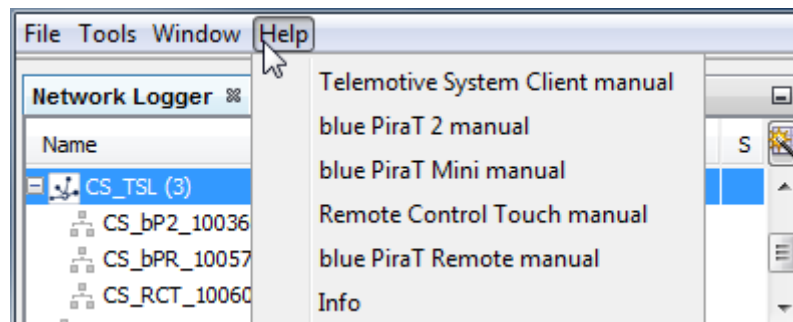 File Tools Window Help
Network Logger
Name
S
CS_TSL (3)
CS_bP2_10036
CS_bPR_10057
CS_RCT_10060
Telemotive System Client manual
blue PiraT 2 manual
blue PiraT Mini manual
Remote Control Touch manual
blue PiraT Remote manual
Info